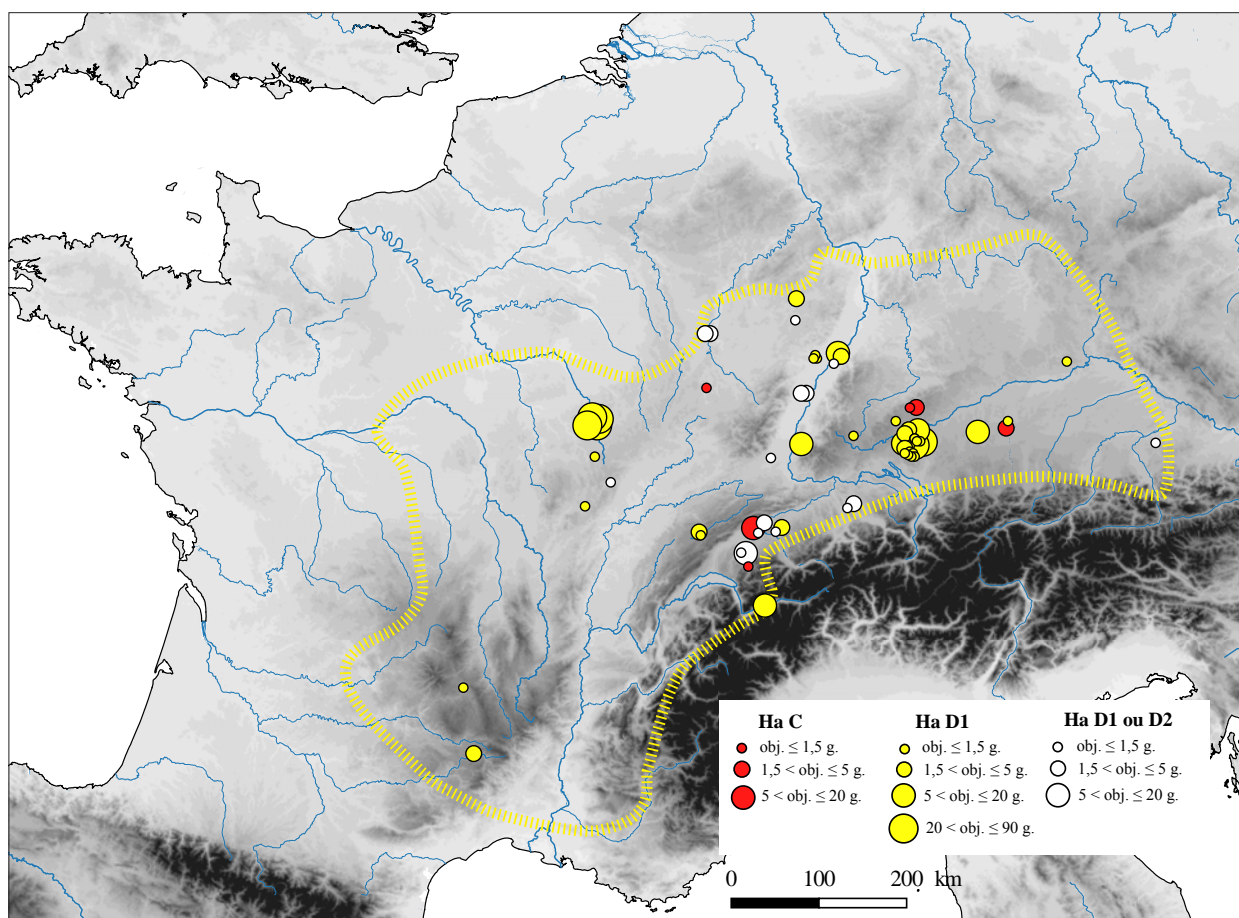 Ha C Ha D1 Ha D1 ou D2
obj. ≤ 1,5 g. obj. ≤ 1,5 g. obj. ≤ 1,5 g.
1,5 < obj. ≤ 5 g. 1,5 < obj. ≤ 5 g. 1,5 < obj. ≤ 5 g.
5 < obj. ≤ 20 g. 5 < obj. ≤ 20 g. 5 < obj. ≤ 20 g.
20 < obj. ≤ 90 g.
0 100 200. km